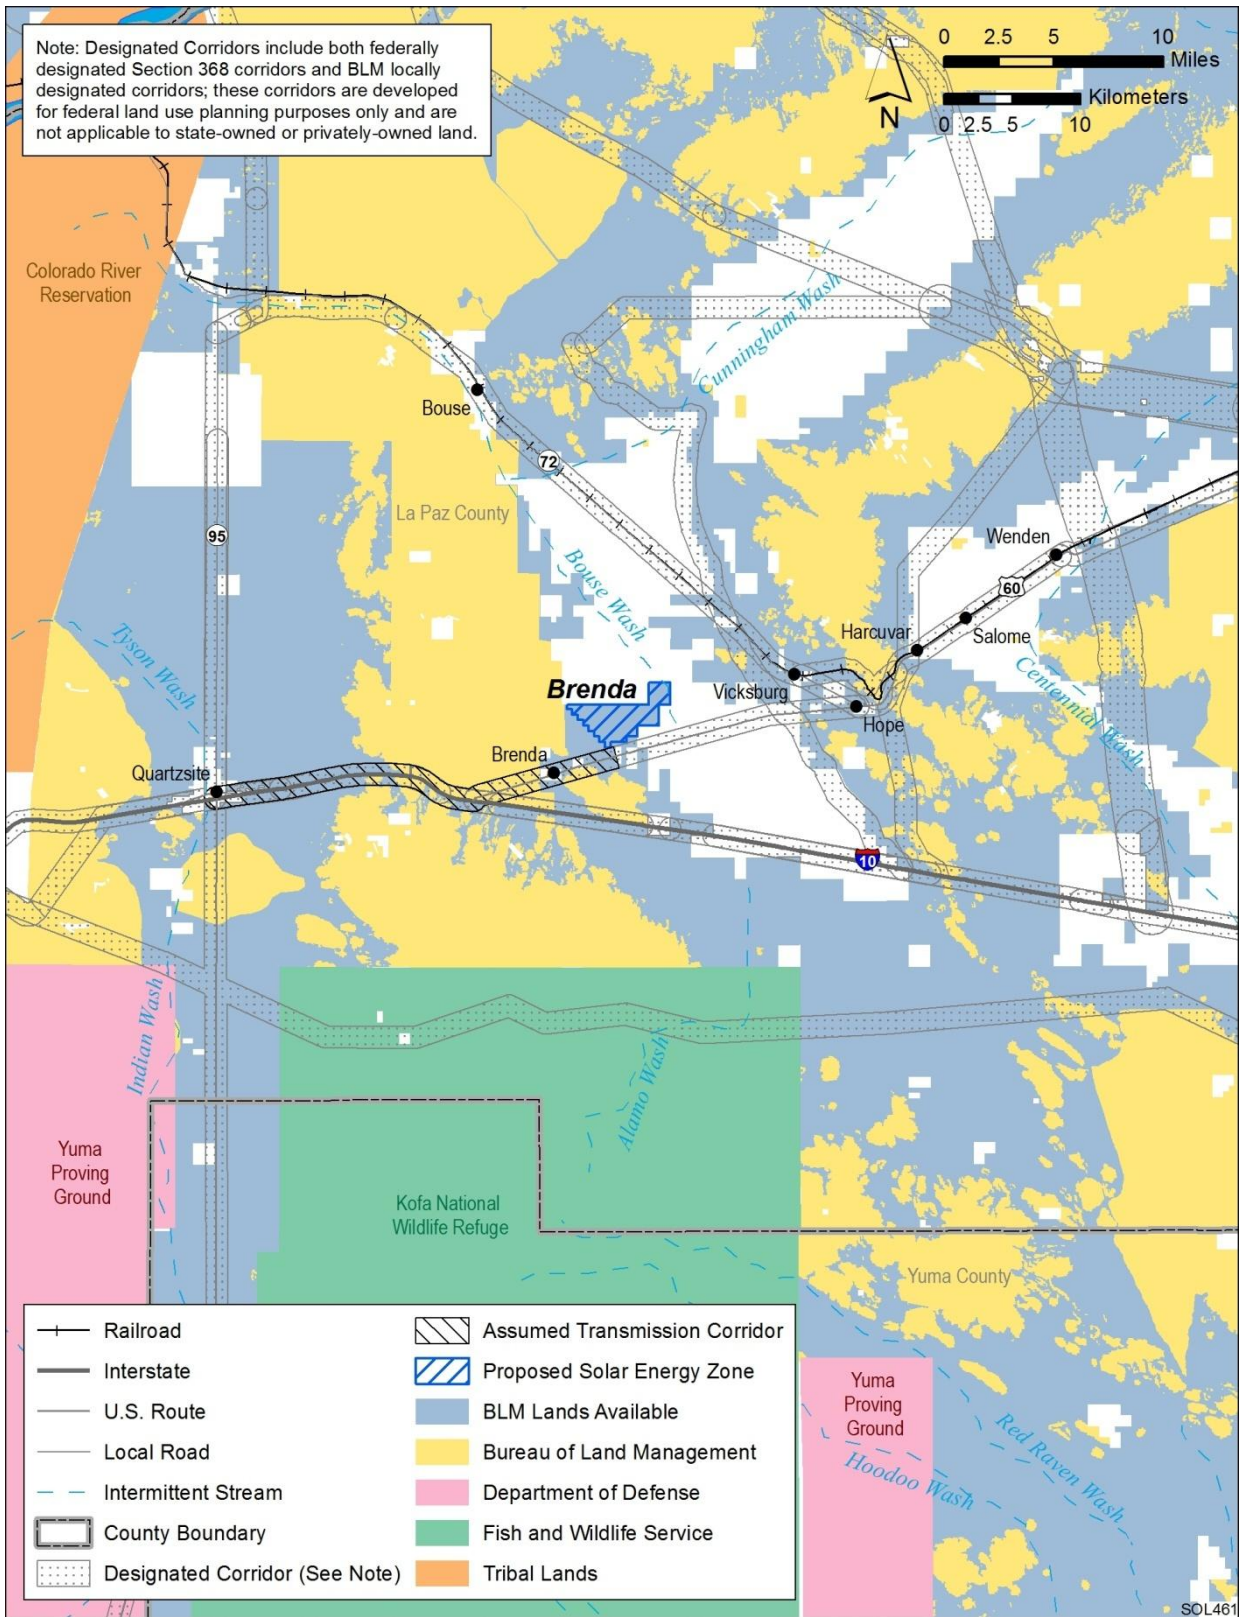 Note: Designated Corridors include both federally
designated Section 368 corridors and BLM locally
designated corridors; these corridors are developed
for federal land use planning purposes only and are
not applicable to state-owned or privately-owned land.
0 2.5 5 10
Miles
Kilometers
0 2.5 5 10
N
Colorado River
Reservation
Cunningham Wash
Bouse
72
La Paz County
95
Wenden
60
Bouse Wash
Harcuvar
Salome
Tyson Wash
Brenda
Vicksburg
Hope
Centennial Wash
Brenda
Quartzsite
10
Indian Wash
Alamo Wash
Yuma
Proving
Ground
Kofa National
Wildlife Refuge
Yuma County
Yuma
Proving
Ground
Red Raven Wash
Hoodoo Wash
Railroad
Interstate
U.S. Route
Local Road
Intermittent Stream
County Boundary
Designated Corridor (See Note)
Assumed Transmission Corridor
Proposed Solar Energy Zone
BLM Lands Available
Bureau of Land Management
Department of Defense
Fish and Wildlife Service
Tribal Lands
SOL461